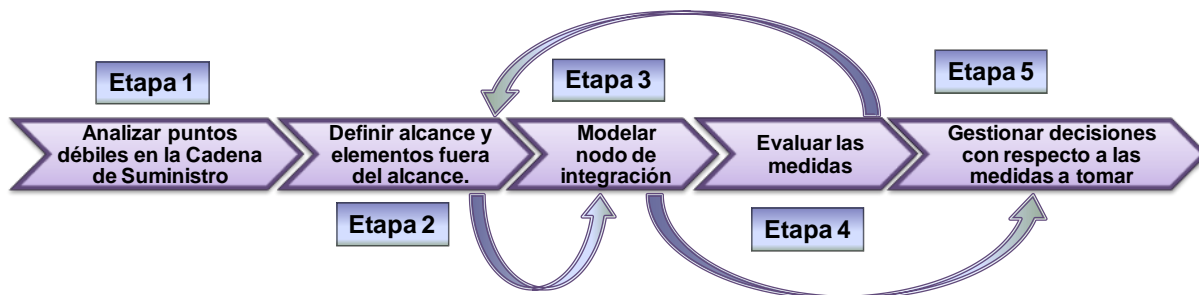 Etapa 1
Analizar puntos
débiles en la Cadena
de Suministro
Etapa 2
Definir alcance y
elementos fuera
del alcance.
Etapa 3
Modelar
nodo de
integración
Etapa 4
Evaluar las
medidas
Etapa 5
Gestionar decisiones
con respecto a las
medidas a tomar